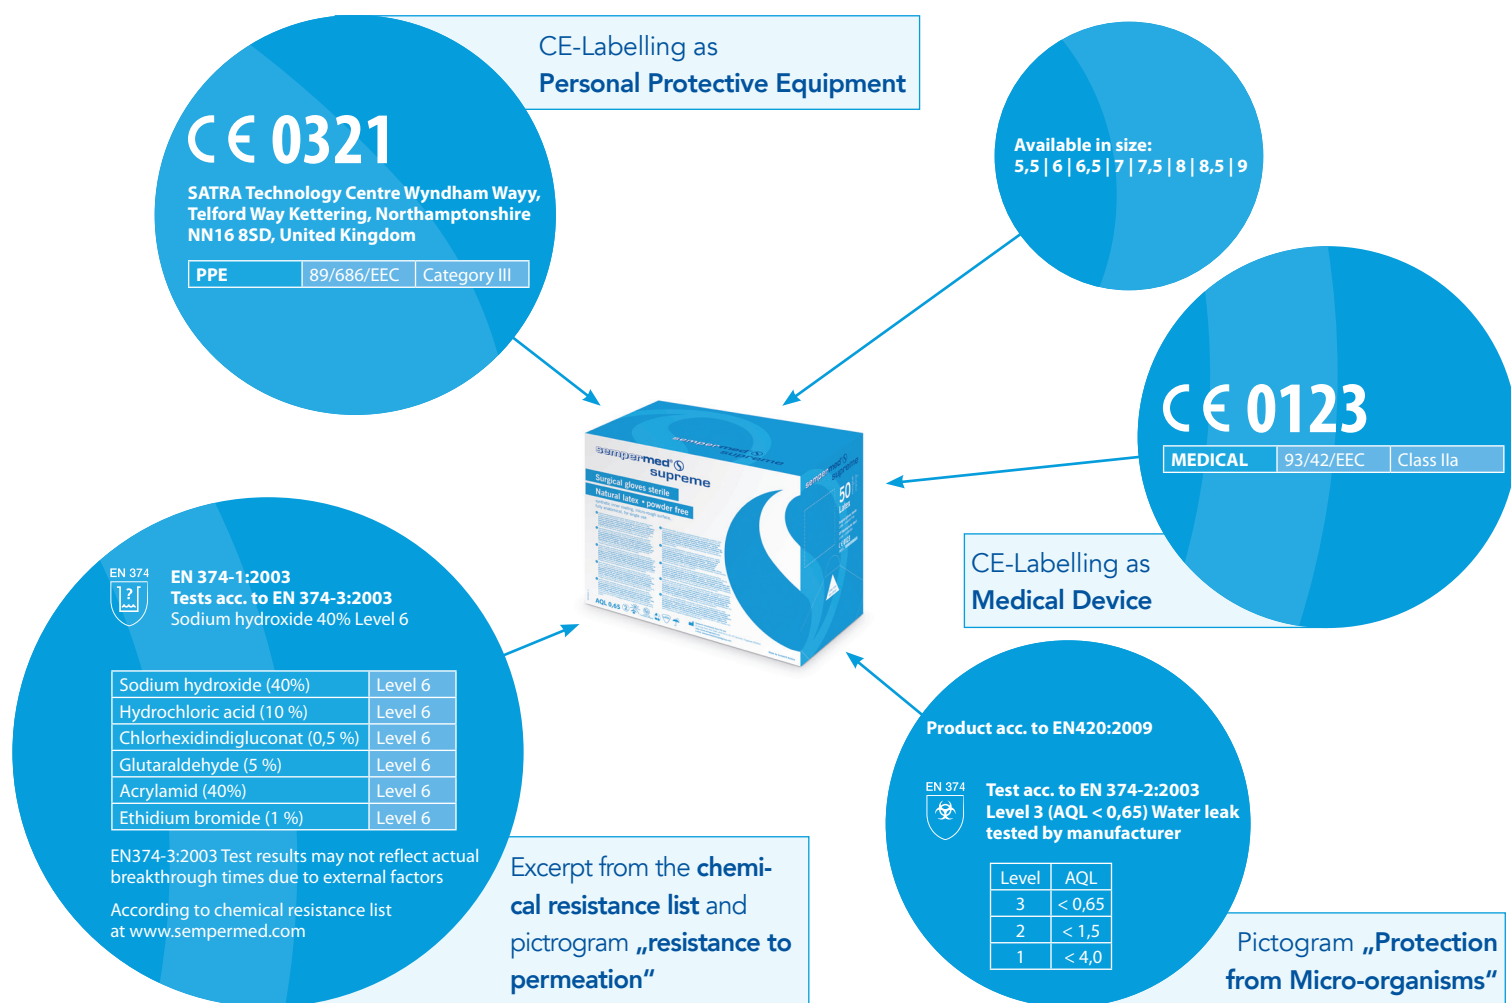 CE-Labelling as
Personal Protective Equipment
CE 0321
SATRA Technology Centre Wyndham Wayy,
Telford Way Kettering, Northamptonshire
NN16 8SD, United Kingdom
PPE 89/686/EEC Category III
Available in size:
5,5 | 6 | 6,5 | 7 | 7,5 | 8 | 8,5 | 9
CE 0123
MEDICAL 93/42/EEC Class IIa
CE-Labelling as
Medical Device
sempermed
sempermed
supreme
Surgical gloves sterile
Natural latex • powder free
AQL 0,65
sempermed
supreme
50
Latex
EN 374
EN 374-1:2003
Tests acc. to EN 374-3:2003
Sodium hydroxide 40% Level 6
Sodium hydroxide (40%) Level 6
Hydrochloric acid (10 %) Level 6
Chlorhexidindigluconat (0,5 %) Level 6
Glutaraldehyde (5 %) Level 6
Acrylamid (40%) Level 6
Ethidium bromide (1 %) Level 6
EN374-3:2003 Test results may not reflect actual
breakthrough times due to external factors
According to chemical resistance list
at www.sempermed.com
Excerpt from the chemi-
cal resistance list and
pictrogram „resistance to
permeation“
Product acc. to EN420:2009
EN 374
Test acc. to EN 374-2:2003
Level 3 (AQL < 0,65) Water leak
tested by manufacturer
Level AQL
3 < 0,65
2 < 1,5
1 < 4,0
Pictogram „Protection
from Micro-organisms“